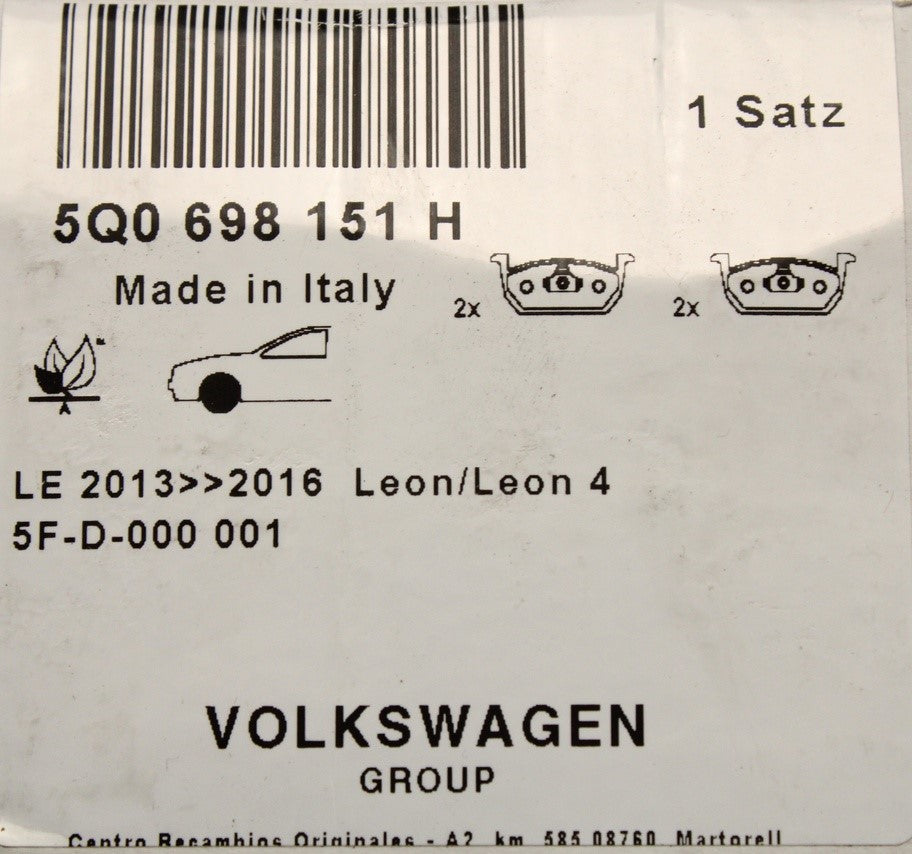 1 Satz
5Q0 698 151 H
Made in Italy
2x 2x
LE 2013>>2016 Leon/Leon 4
5F-D-000 001
VOLKSWAGEN
GROUP
Centro Recambios Originales - A2 km 585 08760 Martorell